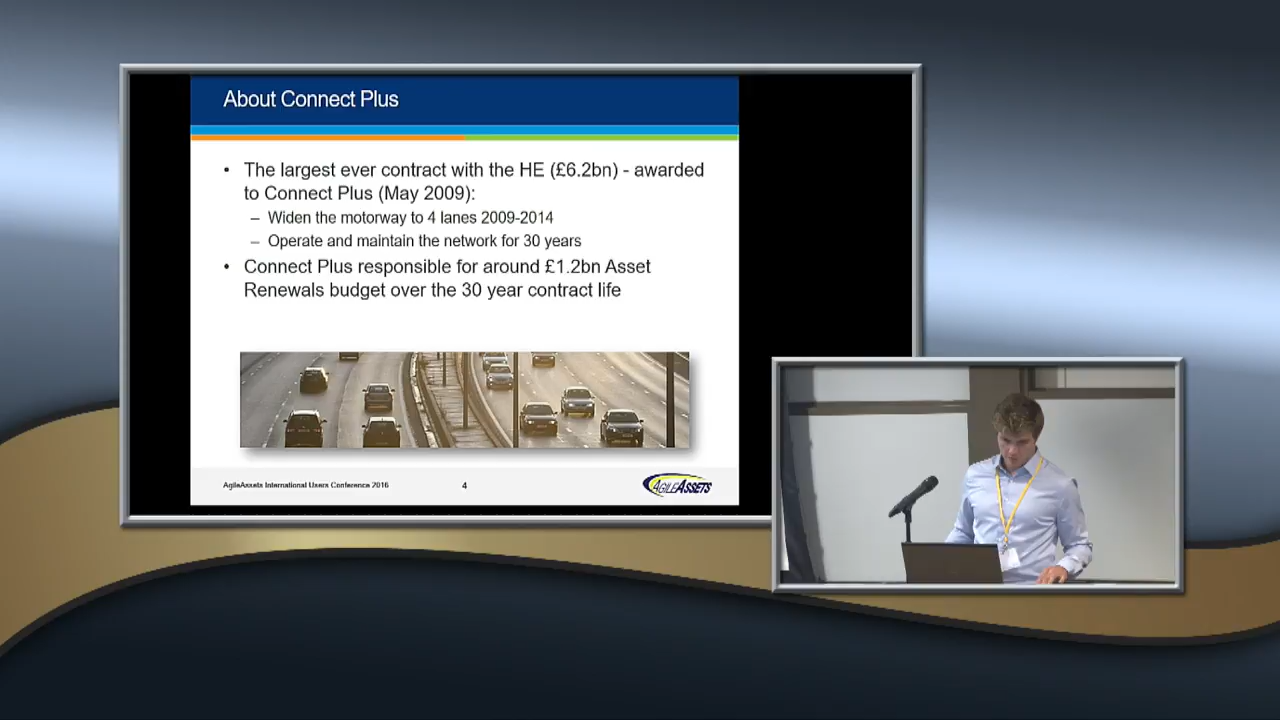 About Connect Plus
• The largest ever contract with the HE (£6.2bn) - awarded
to Connect Plus (May 2009):
– Widen the motorway to 4 lanes 2009-2014
– Operate and maintain the network for 30 years
• Connect Plus responsible for around £1.2bn Asset
Renewals budget over the 30 year contract life
AgileAssets International Users Conference 2016
4
AGILEASSETS